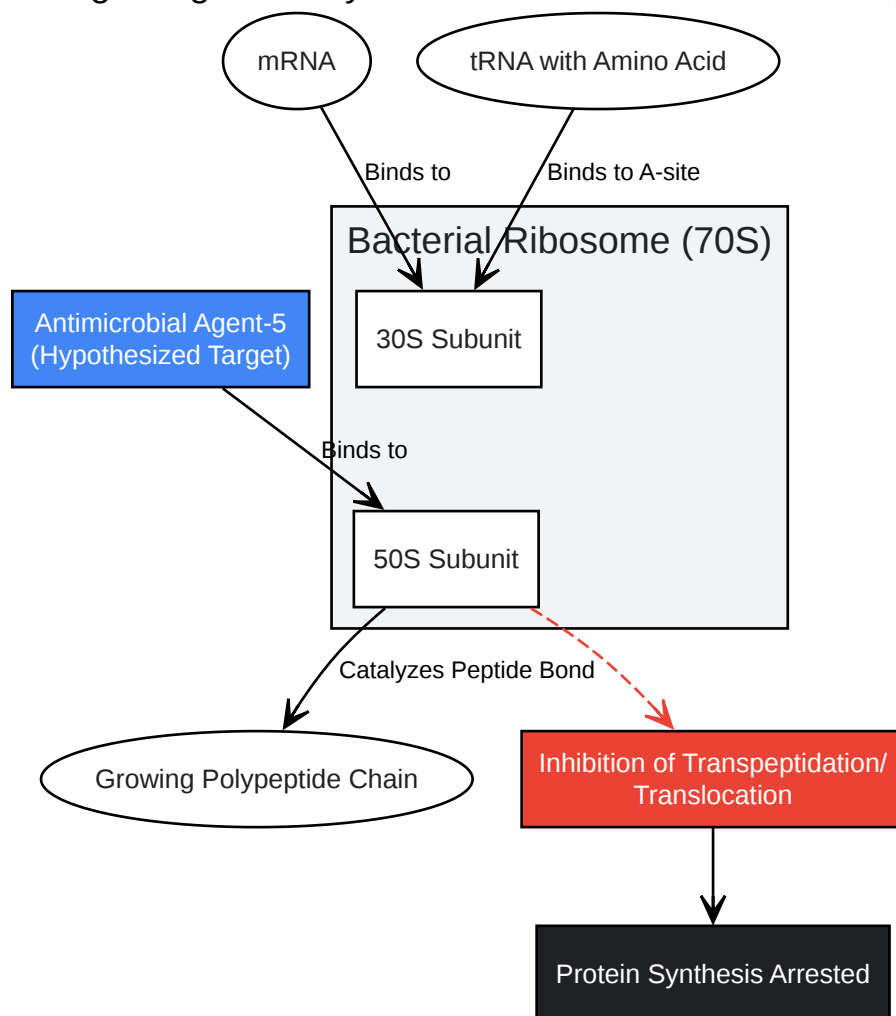 mRNA
tRNA with Amino Acid
Binds to
Binds to A-site
Bacterial Ribosome (70S)
Antimicrobial Agent-5
(Hypothesized Target)
30S Subunit
Binds to
50S Subunit
Catalyzes Peptide Bond
Growing Polypeptide Chain
Inhibition of Transpeptidation/
Translocation
Protein Synthesis Arrested